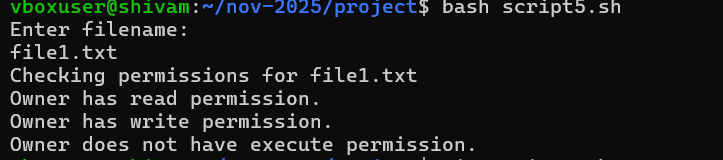 vboxuser@shivam:~/nov-2025/project$ bash script5.sh
Enter filename:
file1.txt
Checking permissions for file1.txt
Owner has read permission.
Owner has write permission.
Owner does not have execute permission.